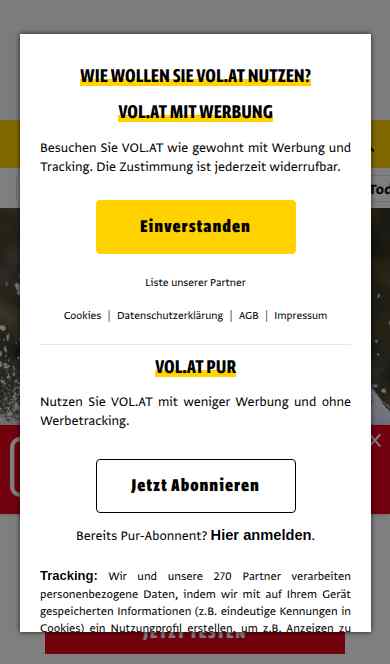 WIE WOLLEN SIE VOL.AT NUTZEN?
VOL.AT MIT WERBUNG
Besuchen Sie VOL.AT wie gewohnt mit Werbung und
Tracking. Die Zustimmung ist jederzeit widerrufbar.
Einverstanden
Liste unserer Partner
Cookies | Datenschutzerklärung | AGB | Impressum
VOL.AT PUR
Nutzen Sie VOL.AT mit weniger Werbung und ohne
Werbetracking.
Jetzt Abonnieren
Bereits Pur-Abonnent? Hier anmelden.
Tracking: Wir und unsere 270 Partner verarbeiten
personenbezogene Daten, indem wir mit auf Ihrem Gerät
gespeicherten Informationen (z.B. eindeutige Kennungen in
Cookies) ein Nutzungsprofil erstellen, um z.B. Anzeigen zu
JETZT TESTEN